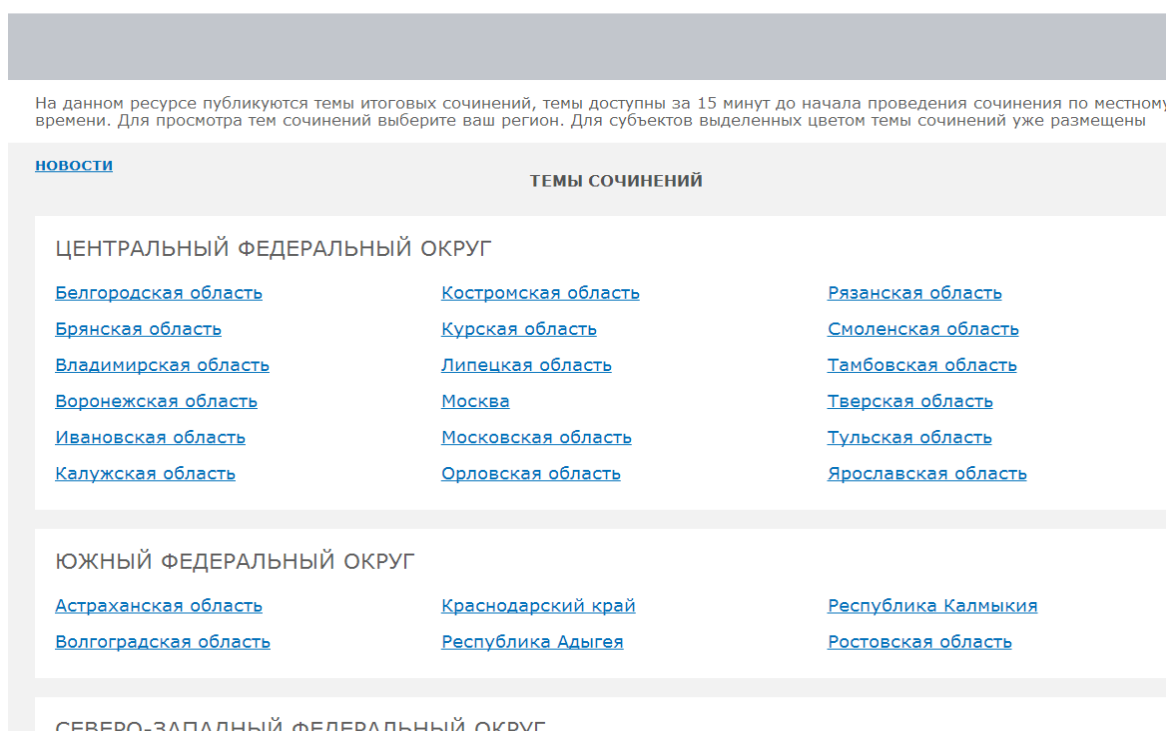 На данном ресурсе публикуются темы итоговых сочинений, темы доступны за 15 минут до начала проведения сочинения по местному
времени. Для просмотра тем сочинений выберите ваш регион. Для субъектов выделенных цветом темы сочинений уже размещены
НОВОСТИ
ТЕМЫ СОЧИНЕНИЙ
ЦЕНТРАЛЬНЫЙ ФЕДЕРАЛЬНЫЙ ОКРУГ
Белгородская область Костромская область Рязанская область
Брянская область Курская область Смоленская область
Владимирская область Липецкая область Тамбовская область
Воронежская область Москва Тверская область
Ивановская область Московская область Тульская область
Калужская область Орловская область Ярославская область
ЮЖНЫЙ ФЕДЕРАЛЬНЫЙ ОКРУГ
Астраханская область Краснодарский край Республика Калмыкия
Волгоградская область Республика Адыгея Ростовская область
СЕВЕРО-ЗАПАДНЫЙ ФЕДЕРАЛЬНЫЙ ОКРУГ